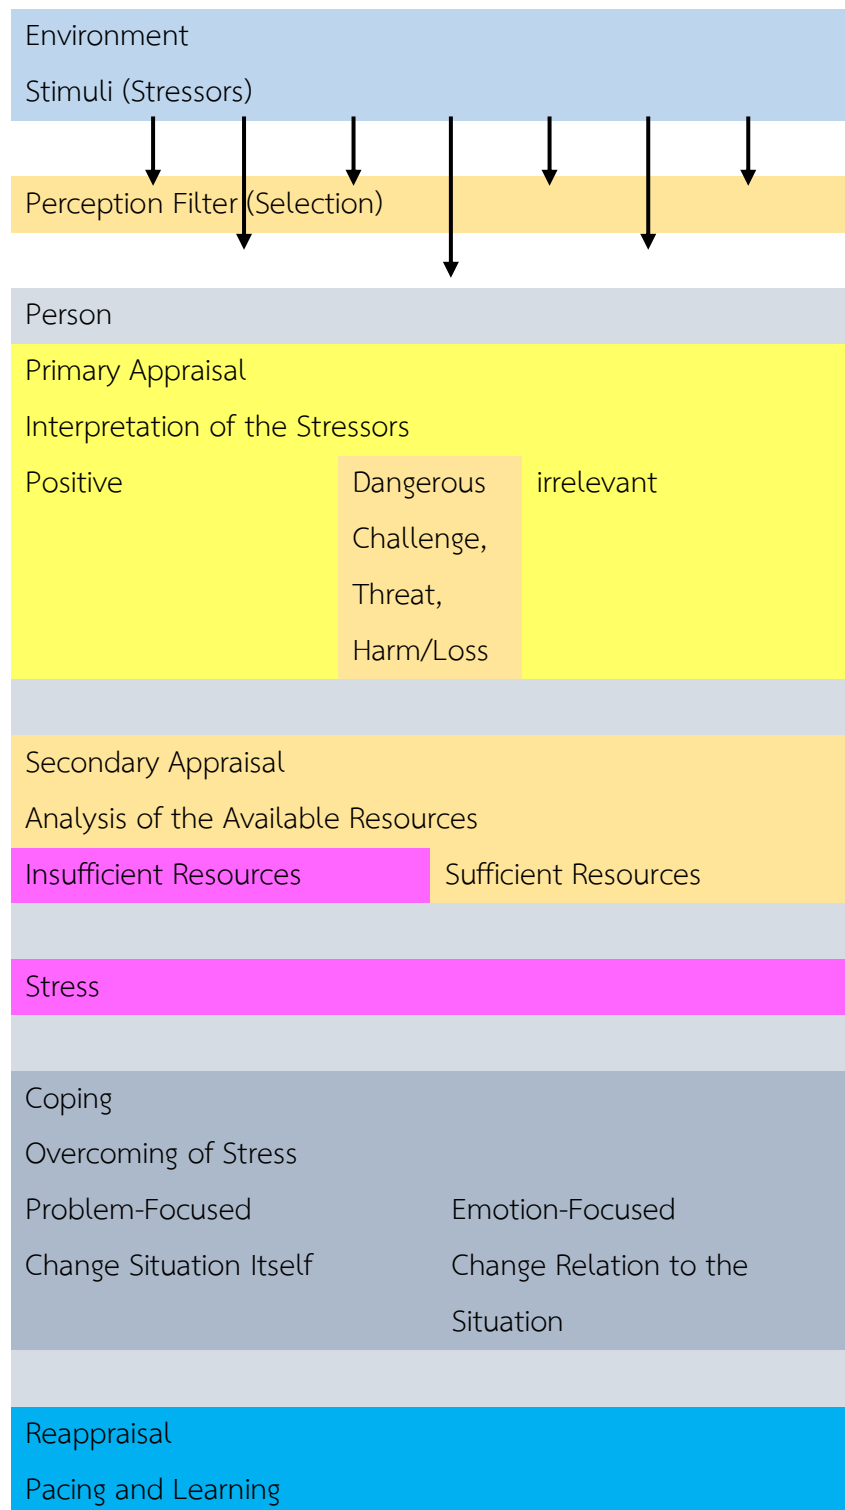 Environment
Stimuli (Stressors)
Perception Filter (Selection)
Person
Primary Appraisal
Interpretation of the Stressors
Positive
Dangerous
irrelevant
Challenge,
Threat,
Harm/Loss
Secondary Appraisal
Analysis of the Available Resources
Insufficient Resources
Sufficient Resources
Stress
Coping
Overcoming of Stress
Problem-Focused
Emotion-Focused
Change Situation Itself
Change Relation to the
Situation
Reappraisal
Pacing and Learning